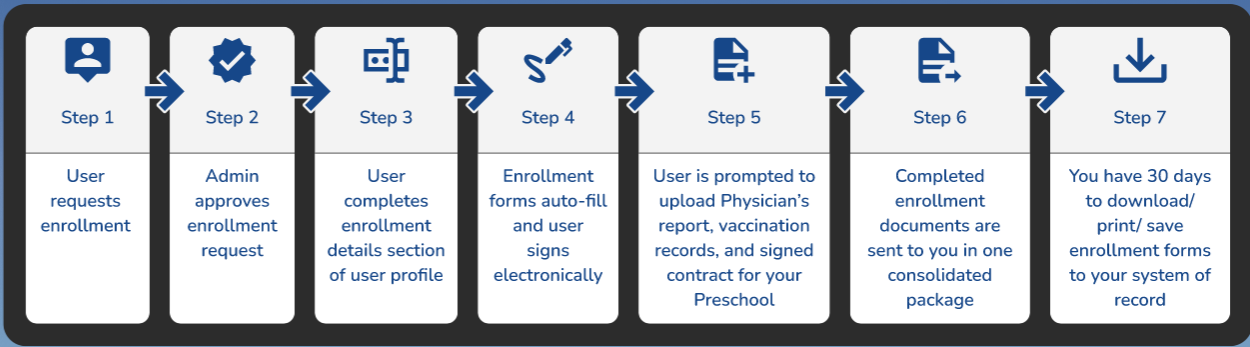 Step 1
User
requests
enrollment
Step 2
Admin
approves
enrollment
request
Step 3
User
completes
enrollment
details section
of user profile
Step 4
Enrollment
forms auto-fill
and user
signs
electronically
Step 5
User is prompted to
upload Physician’s
report, vaccination
records, and signed
contract for your
Preschool
Step 6
Completed
enrollment
documents are
sent to you in one
consolidated
package
Step 7
You have 30 days
to download/
print/ save
enrollment forms
to your system of
record